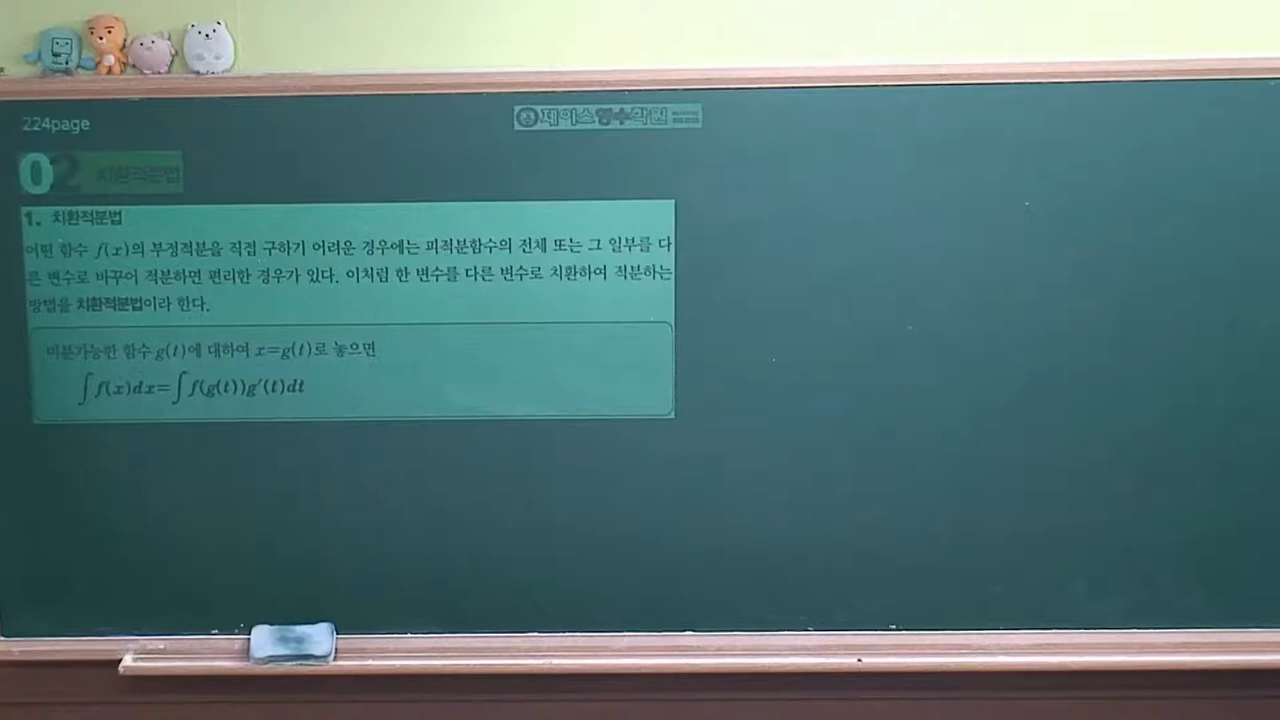 224page
제이스영수학원
02 치환적분법
1. 치환적분법
어떤 함수 f(x)의 부정적분을 직접 구하기 어려운 경우에는 피적분함수의 전체 또는 그 일부를 다
른 변수로 바꾸어 적분하면 편리한 경우가 있다. 이처럼 한 변수를 다른 변수로 치환하여 적분하는
방법을 치환적분법이라 한다.
미분가능한 함수 g(t)에 대하여 x=g(t)로 놓으면
∫f(x)dx=∫f(g(t))g′(t)dt